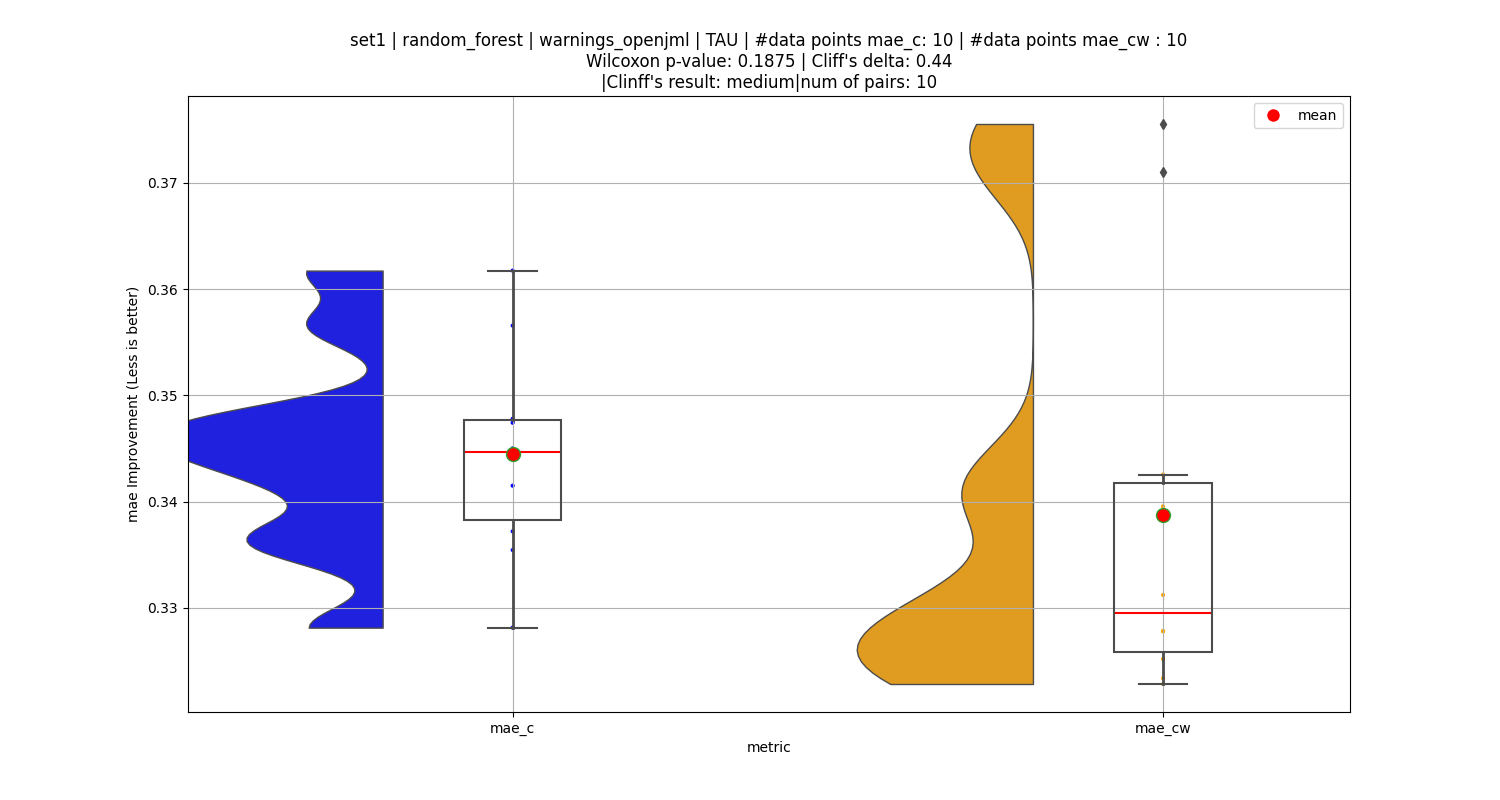 set1 | random_forest | warnings_openjml | TAU | #data points mae_c: 10 | #data points mae_cw : 10
Wilcoxon p-value: 0.1875 | Cliff's delta: 0.44
|Clinff's result: medium|num of pairs: 10
mean
0.37
0.36
0.35
0.34
0.33
mae Improvement (Less is better)
mae_c
mae_cw
metric